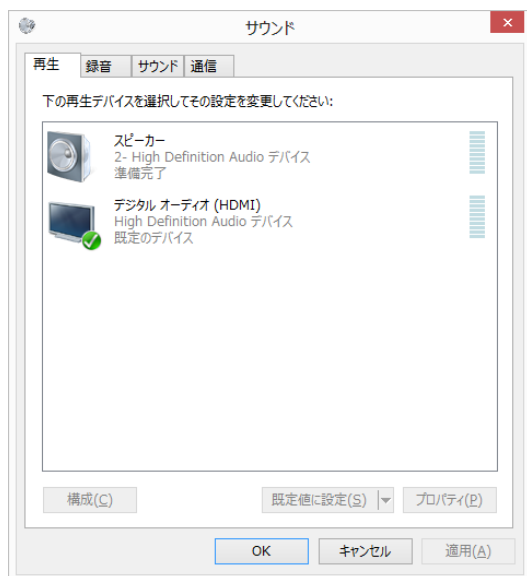 サウンド
再生 録音 サウンド 通信
下の再生デバイスを選択してその設定を変更してください:
スピーカー
2- High Definition Audio デバイス
準備完了
デジタル オーディオ (HDMI)
High Definition Audio デバイス
既定のデバイス
構成(C) 既定値に設定(S) プロパティ(P)
OK キャンセル 適用(A)